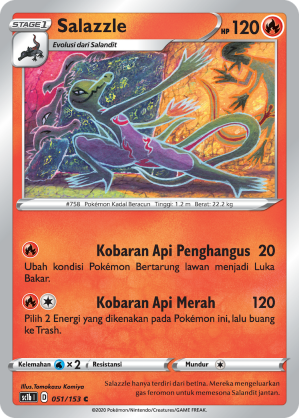 STAGE 1
Salazzle
HP 120
Evolusi dari Salandit
#758 Pokémon Kadal Beracun Tinggi: 1.2 m Berat: 22.2 kg
Kobaran Api Penghangus 20
Ubah kondisi Pokémon Bertarung lawan menjadi Luka
Bakar.
Kobaran Api Merah 120
Pilih 2 Energi yang dikenakan pada Pokémon ini, lalu buang
ke Trash.
Kelemahan ×2 Resistansi Mundur
Illus. Tomokazu Komiya
sc1b I D 051/153 C
Salazzle hanya terdiri dari betina. Mereka mengeluarkan
gas feromon untuk memesona Salandit jantan.
©2020 Pokémon/Nintendo/Creatures/GAME FREAK.